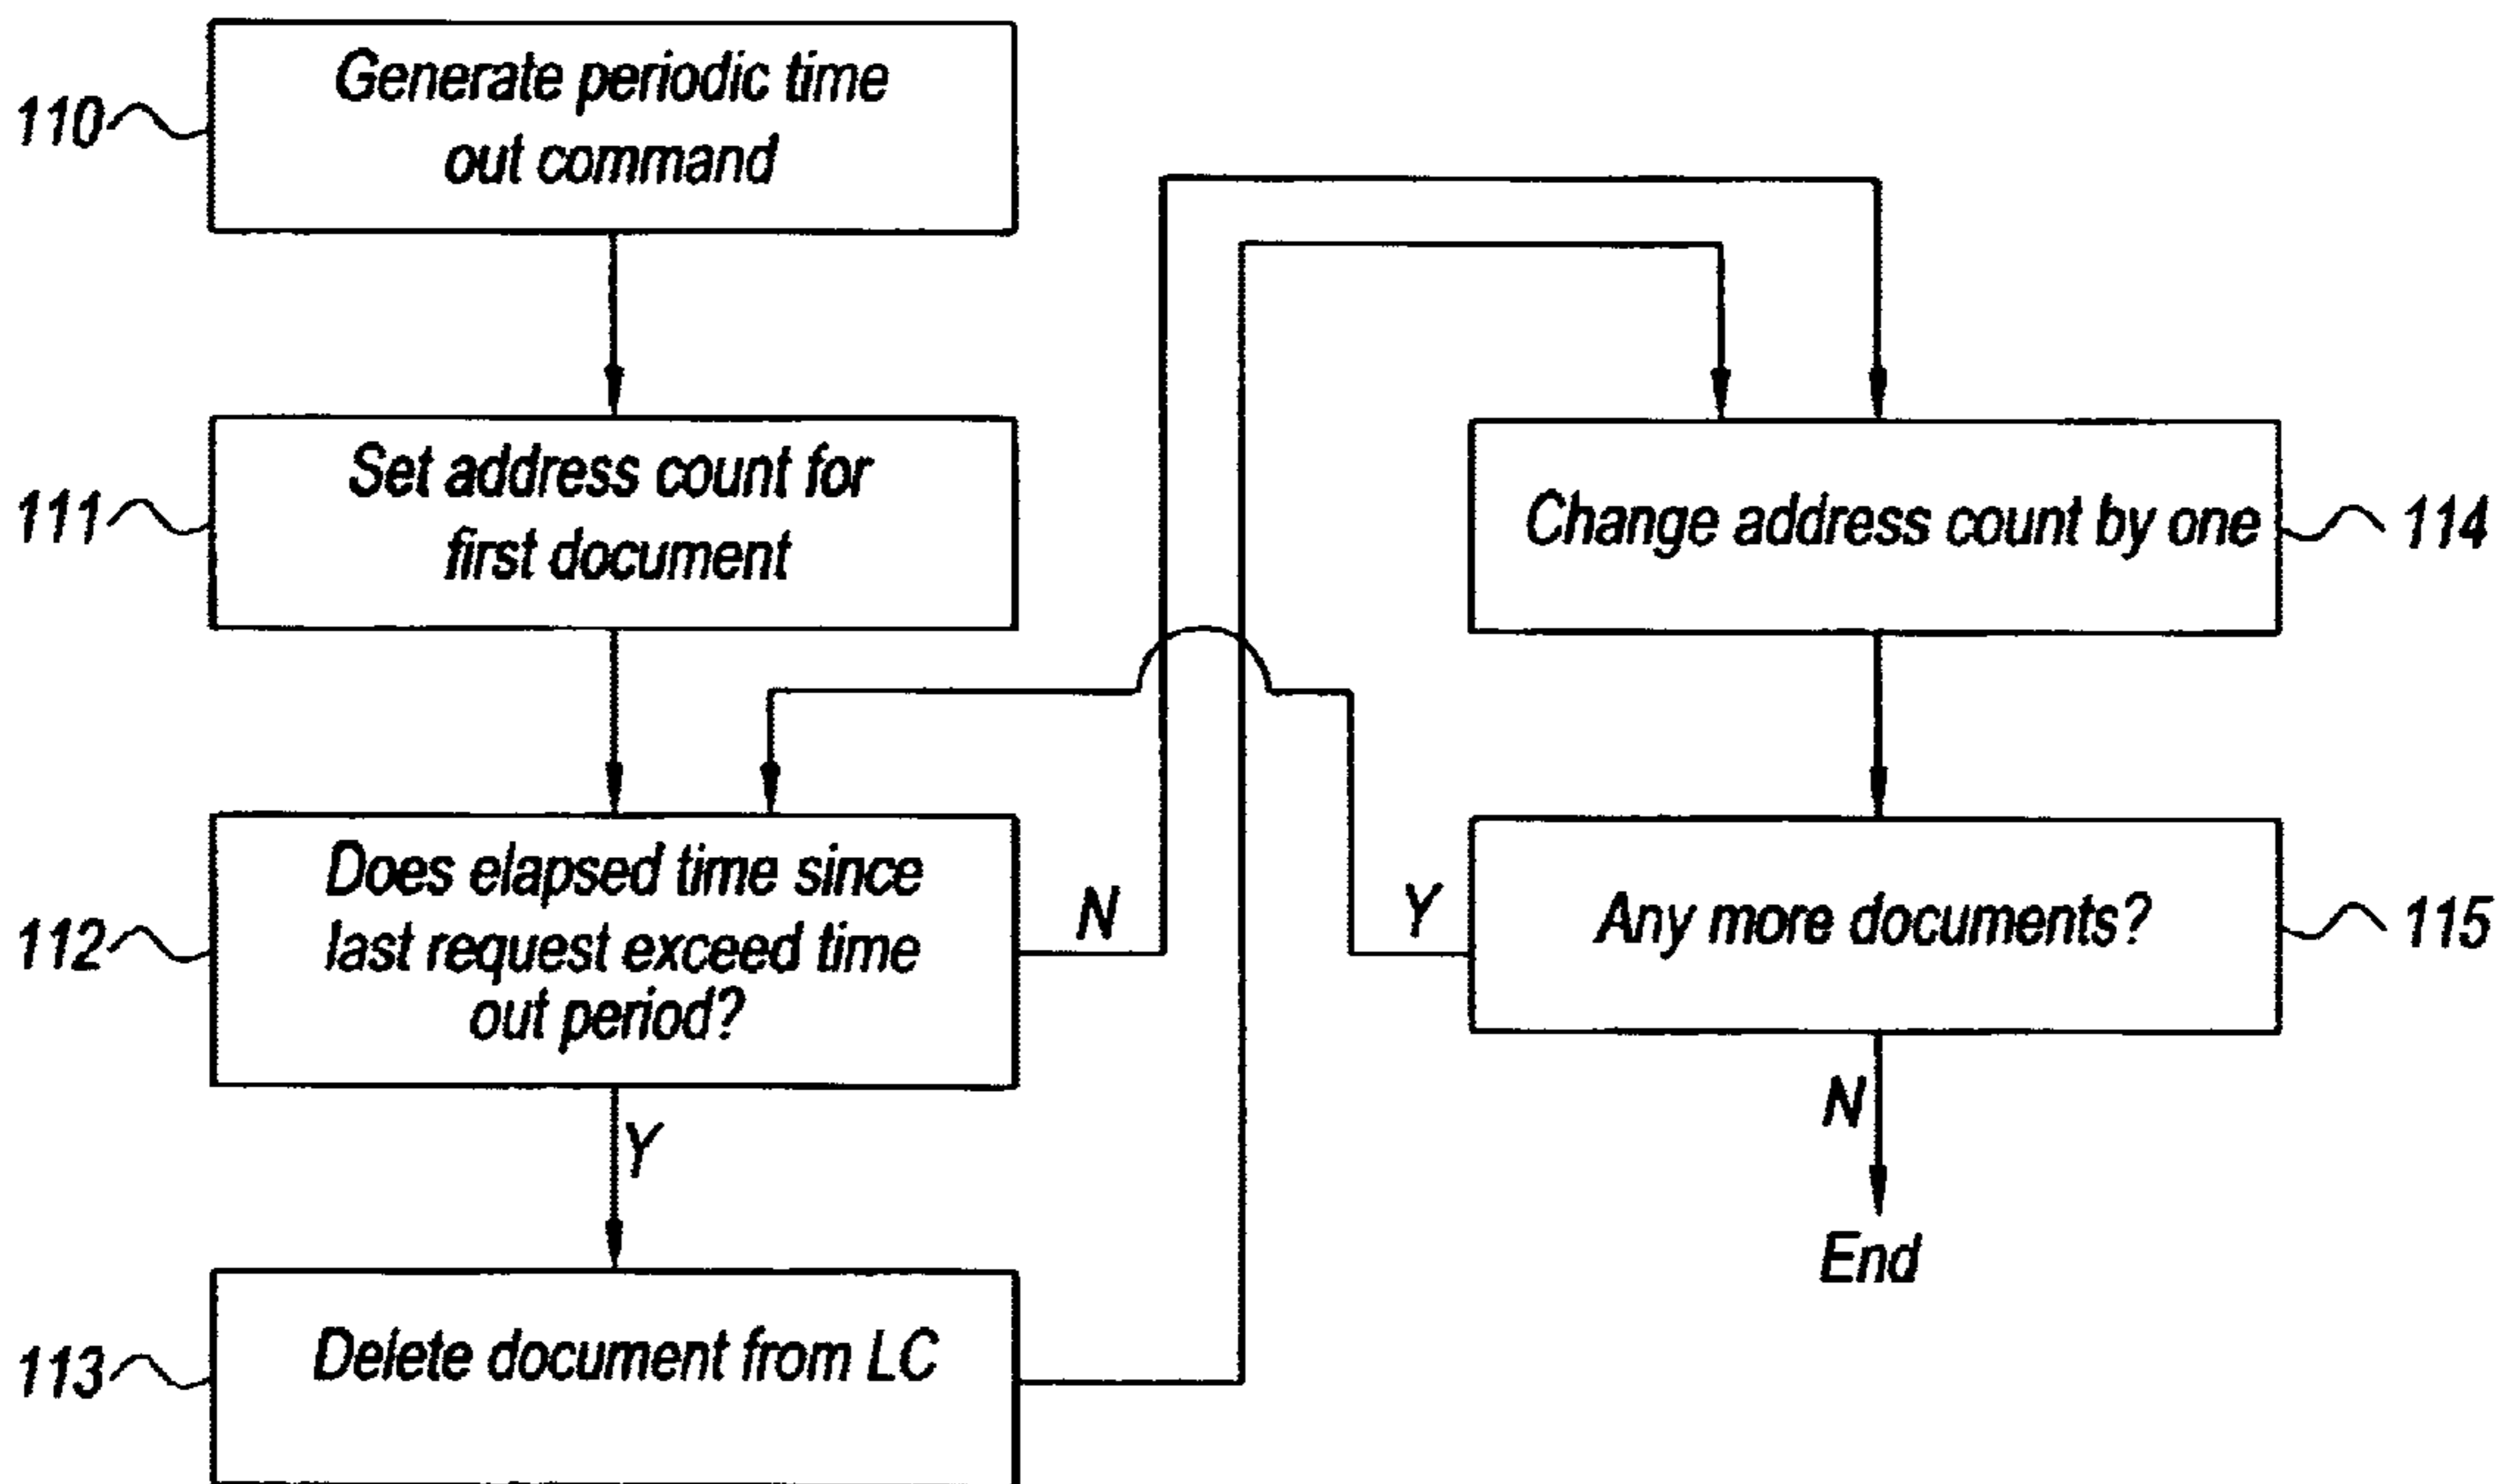 110
Generate periodic time
out command
111
Set address count for
first document
112
Does elapsed time since
last request exceed time
out period?
N
Y
113
Delete document from LC
Change address count by one
114
Y
Any more documents?
115
N
End